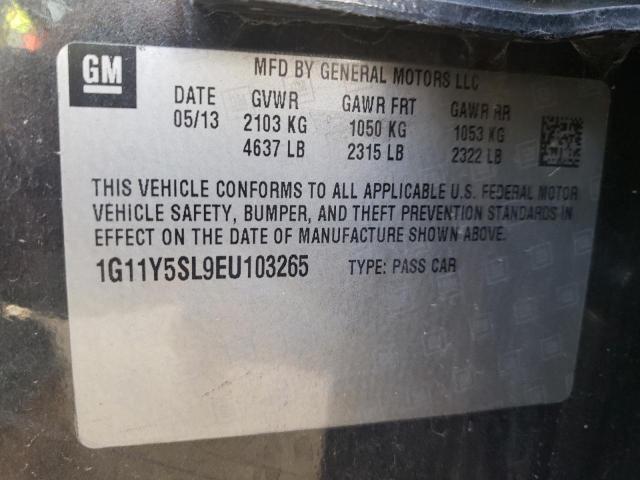 GM
MFD BY GENERAL MOTORS LLC
DATE GVWR GAWR FRT GAWR RR
05/13 2103 KG 1050 KG 1053 KG
4637 LB 2315 LB 2322 LB
THIS VEHICLE CONFORMS TO ALL APPLICABLE U.S. FEDERAL MOTOR
VEHICLE SAFETY, BUMPER, AND THEFT PREVENTION STANDARDS IN
EFFECT ON THE DATE OF MANUFACTURE SHOWN ABOVE.
1G11Y5SL9EU103265 TYPE: PASS CAR